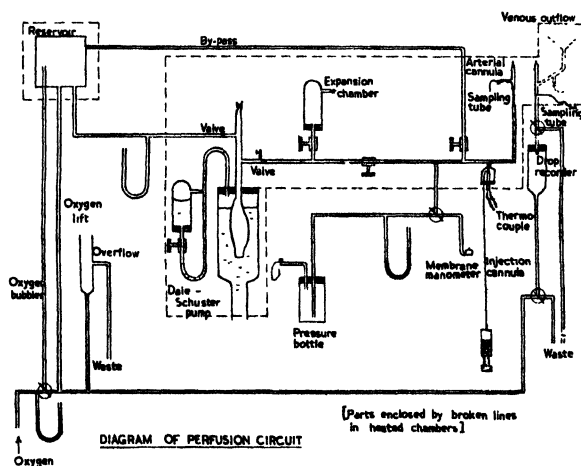 Venous outflow
Reservoir
By-pass
Arterial
cannula
Expansion
chamber
Sampling
tube
Sampling
tube
Valve
Valve
Drop
recorder
Oxygen
lift
Thermo
couple
Overflow
Membrane
manometer
Injection
cannula
Oxygen
bubbler
Dale -
Schuster
pump
Pressure
bottle
Waste
Waste
[Parts enclosed by broken lines
in heated chambers]
DIAGRAM OF PERFUSION CIRCUIT
Oxygen